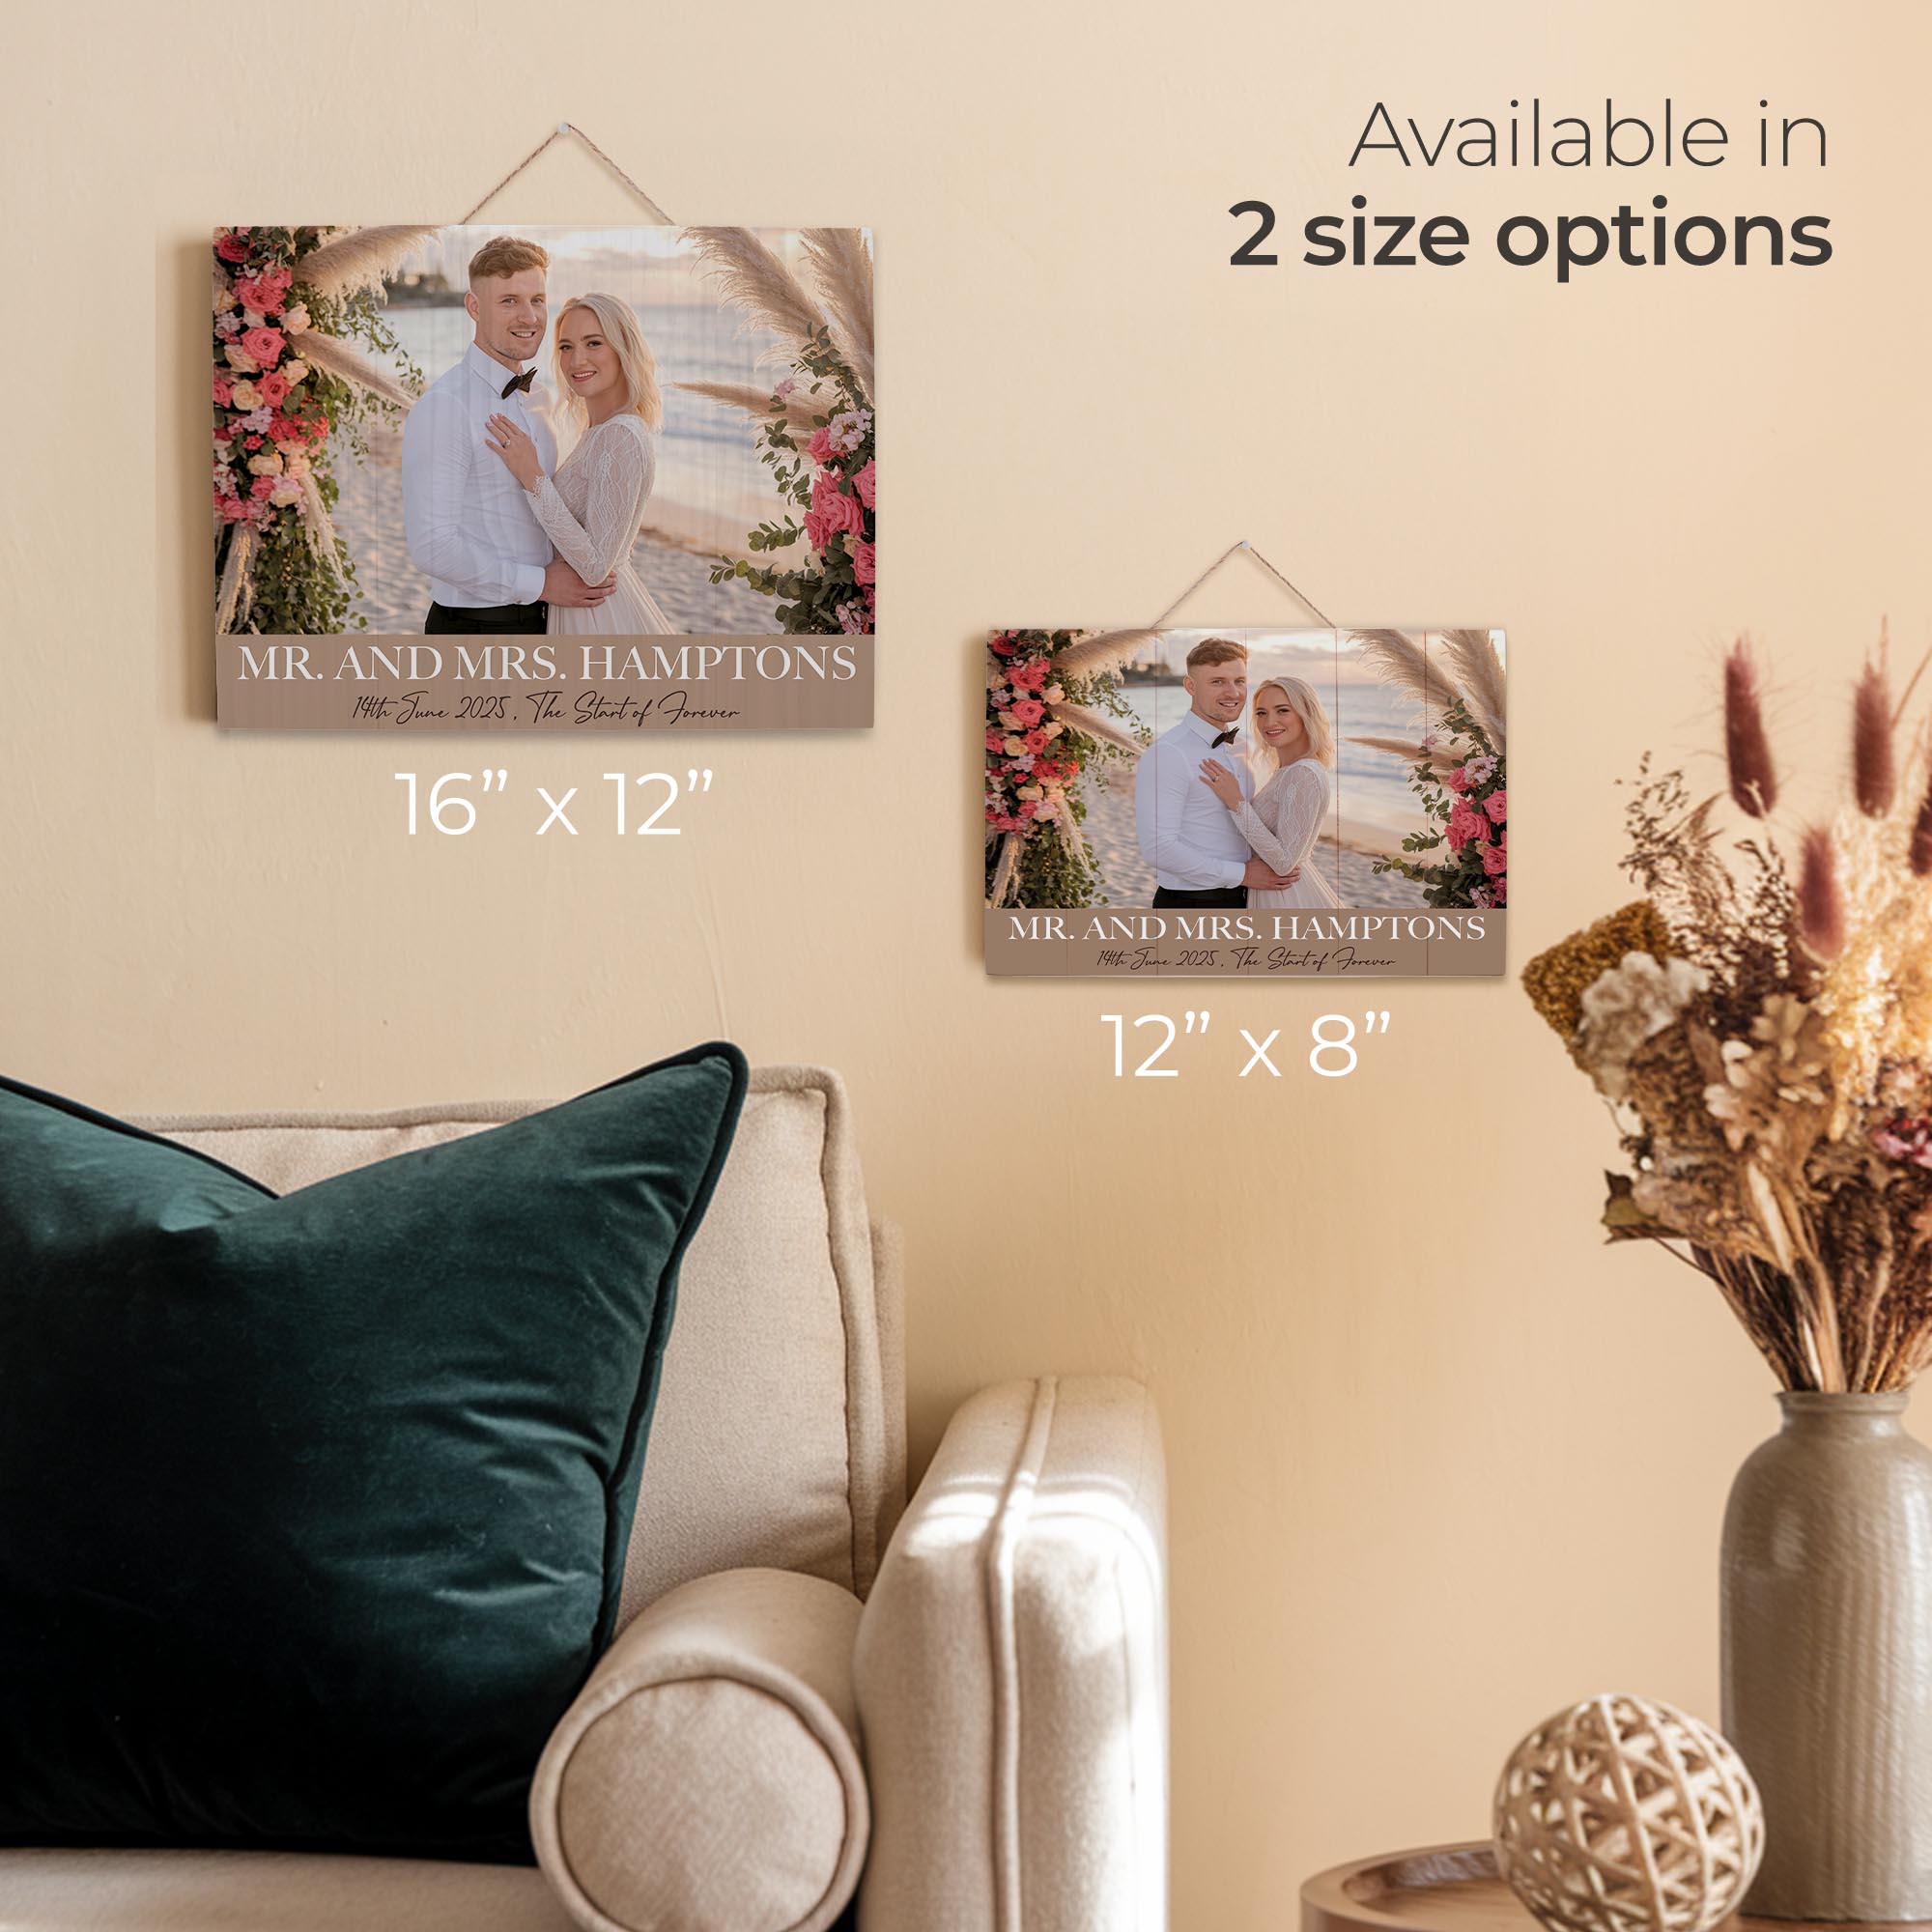 Available in
2 size options
MR. AND MRS. HAMPTONS
14th June 2025, The Start of Forever
16” x 12”
MR. AND MRS. HAMPTONS
14th June 2025, The Start of Forever
12” x 8”